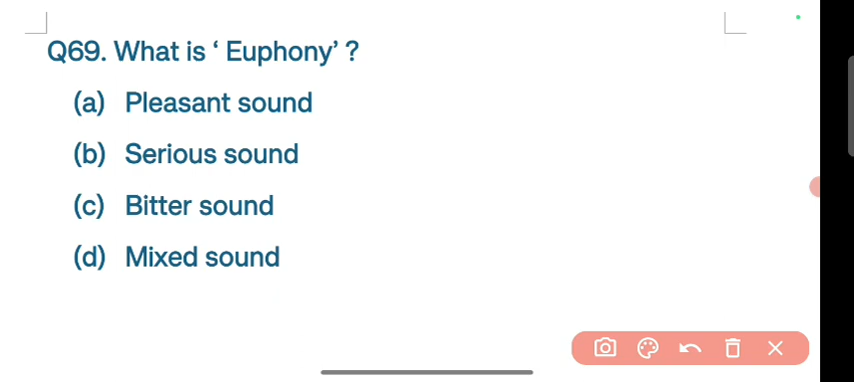 Q69. What is ‘ Euphony’ ?
(a) Pleasant sound
(b) Serious sound
(c) Bitter sound
(d) Mixed sound